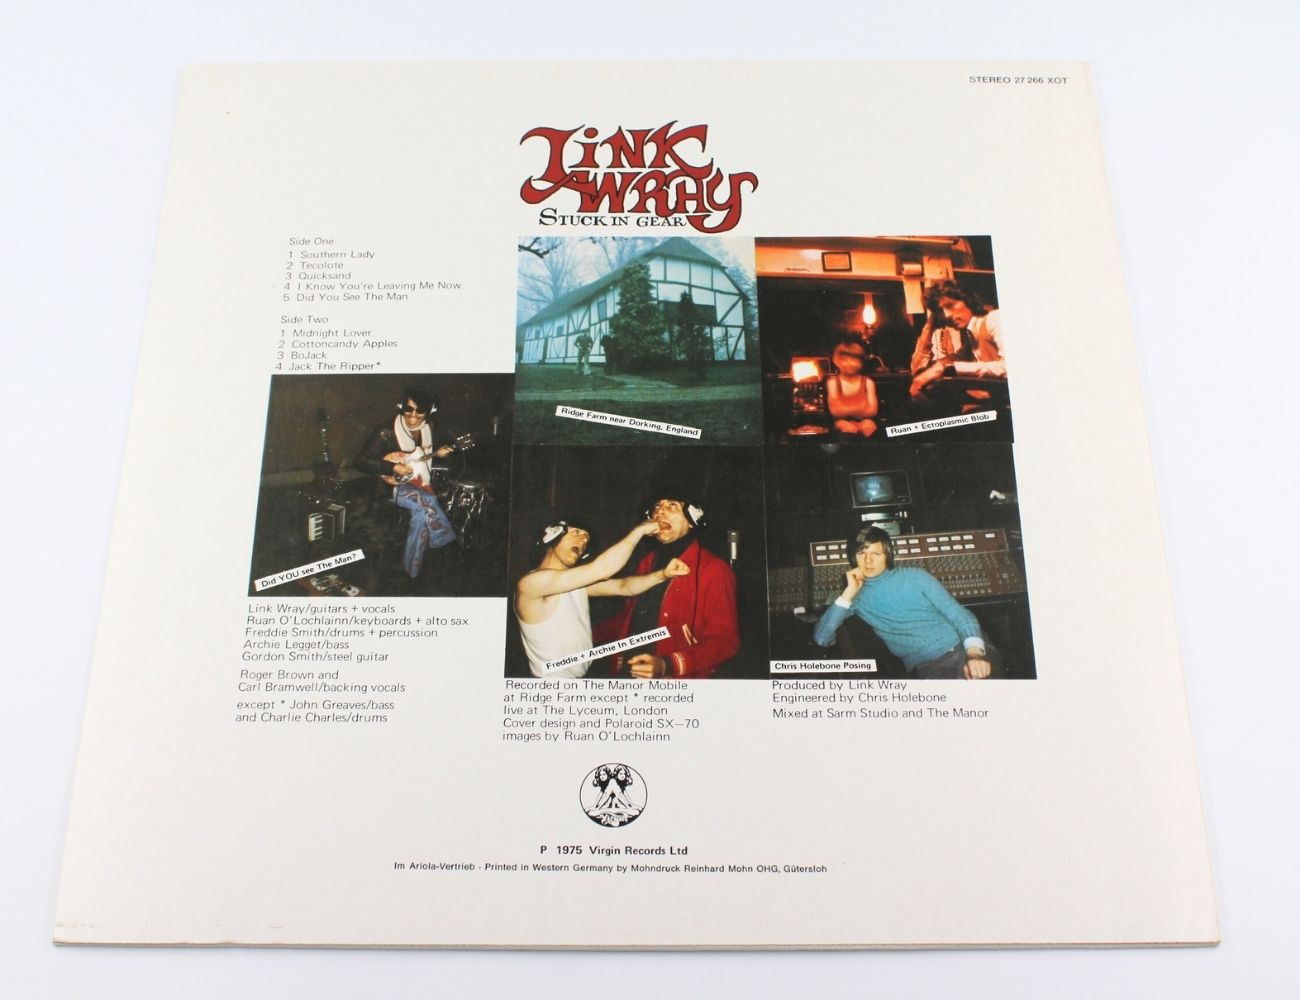 STEREO 27 266 XOT
LINK
WRAY
STUCK IN GEAR
Side One
1 Southern Lady
2 Tecolote
3 Quicksand
4 I Know You're Leaving Me Now
5 Did You See The Man
Side Two
1 Midnight Lover
2 Cottoncandy Apples
3 BoJack
4 Jack The Ripper*
Ridge Farm near Dorking, England
Ruan + Ectoplasmic Blob
Did YOU see The Man?
Freddie + Archie In Extremis
Chris Holebone Posing
Link Wray/guitars + vocals
Ruan O'Lochlainn/keyboards + alto sax
Freddie Smith/drums + percussion
Archie Legget/bass
Gordon Smith/steel guitar
Roger Brown and
Carl Bramwell/backing vocals
except * John Greaves/bass
and Charlie Charles/drums
Recorded on The Manor Mobile
at Ridge Farm except * recorded
live at The Lyceum, London
Cover design and Polaroid SX-70
images by Ruan O'Lochlainn
Produced by Link Wray
Engineered by Chris Holebone
Mixed at Sarm Studio and The Manor
Virgin
P 1975 Virgin Records Ltd
Im Ariola-Vertrieb - Printed in Western Germany by Mohndruck Reinhard Mohn OHG, Gütersloh